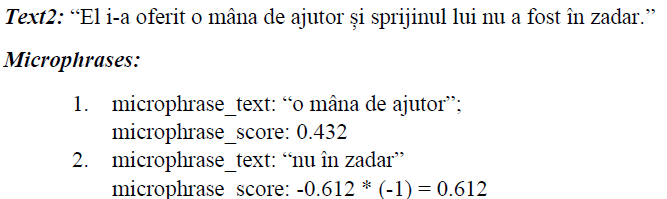 Text2: “El i-a oferit o mâna de ajutor și sprijinul lui nu a fost în zadar.”
Microphrases:
1. microphrase_text: “o mâna de ajutor”;
microphrase_score: 0.432
2. microphrase_text: “nu în zadar”
microphrase_score: -0.612 * (-1) = 0.612